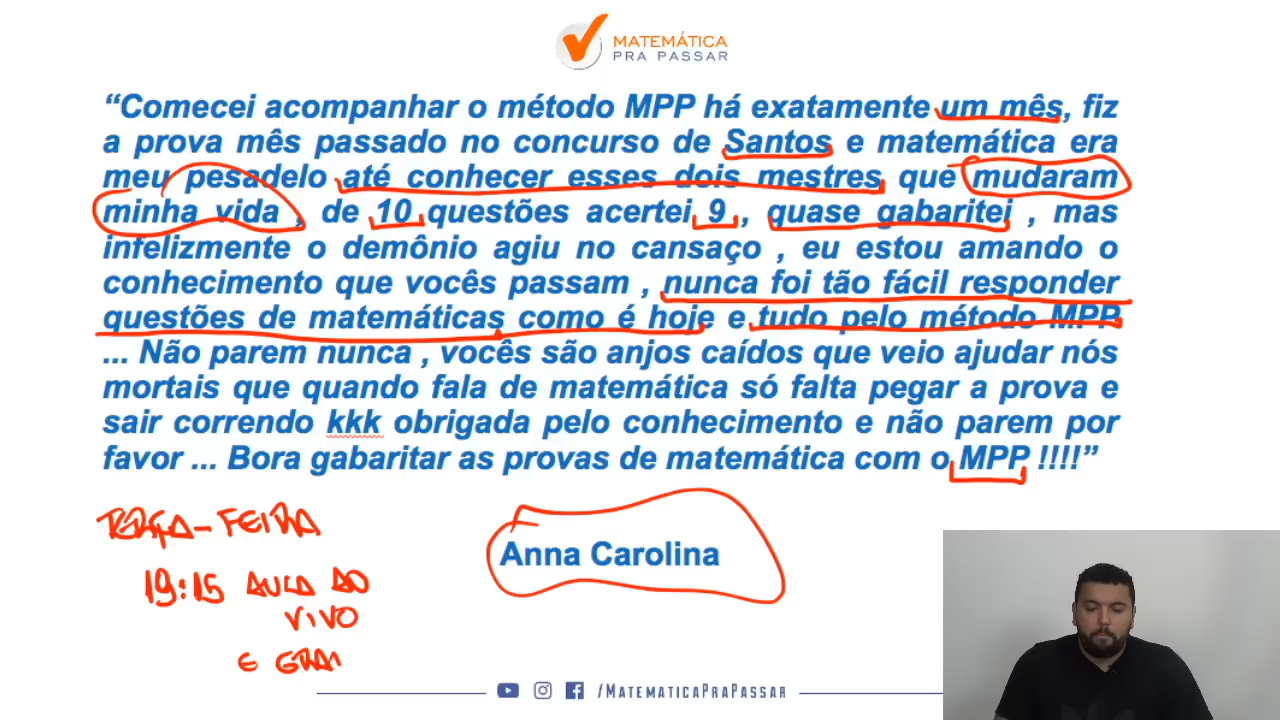 MATEMÁTICA
PRA PASSAR
“Comecei acompanhar o método MPP há exatamente um mês, fiz
a prova mês passado no concurso de Santos e matemática era
meu pesadelo até conhecer esses dois mestres que mudaram
minha vida , de 10 questões acertei 9 , quase gabaritei , mas
infelizmente o demônio agiu no cansaço , eu estou amando o
conhecimento que vocês passam , nunca foi tão fácil responder
questões de matemáticas como é hoje e tudo pelo método MPP
... Não parem nunca , vocês são anjos caídos que veio ajudar nós
mortais que quando fala de matemática só falta pegar a prova e
sair correndo kkk obrigada pelo conhecimento e não parem por
favor ... Bora gabaritar as provas de matemática com o MPP !!!!”
TERÇA-FEIRA
19:15 AULA AO
VIVO
E GRA
Anna Carolina
/MATEMATICAPRAPASSAR